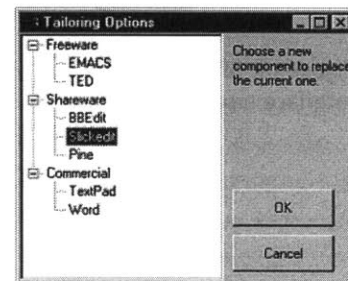 Tailoring Options
Freeware
EMACS
TED
Shareware
BBEdit
Slickedit
Pine
Commercial
TextPad
Word
Choose a new
component to replace
the current one.
OK
Cancel